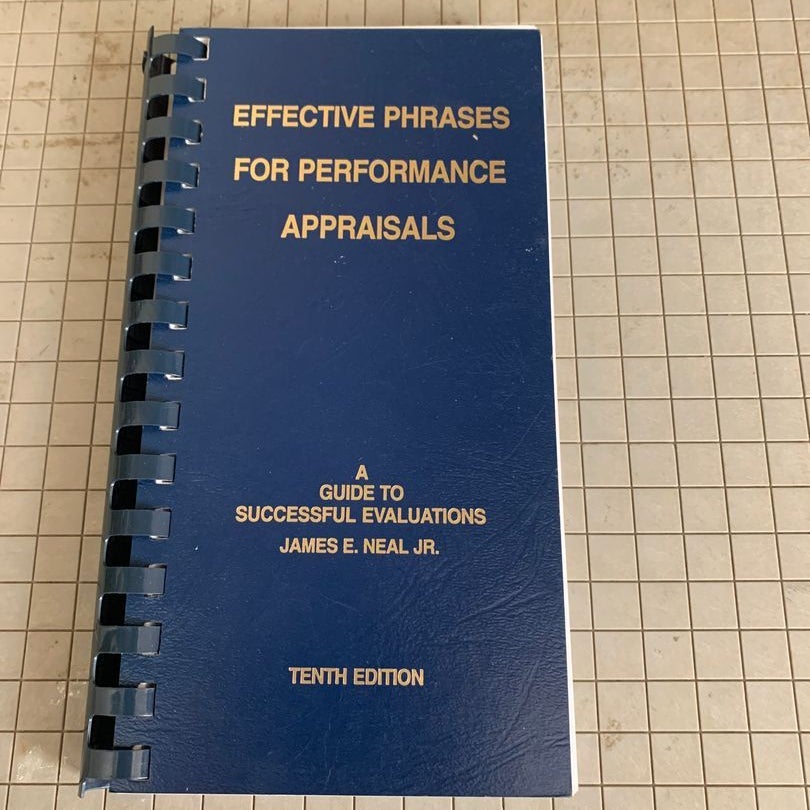 EFFECTIVE PHRASES
FOR PERFORMANCE
APPRAISALS
A
GUIDE TO
SUCCESSFUL EVALUATIONS
JAMES E. NEAL JR.
TENTH EDITION